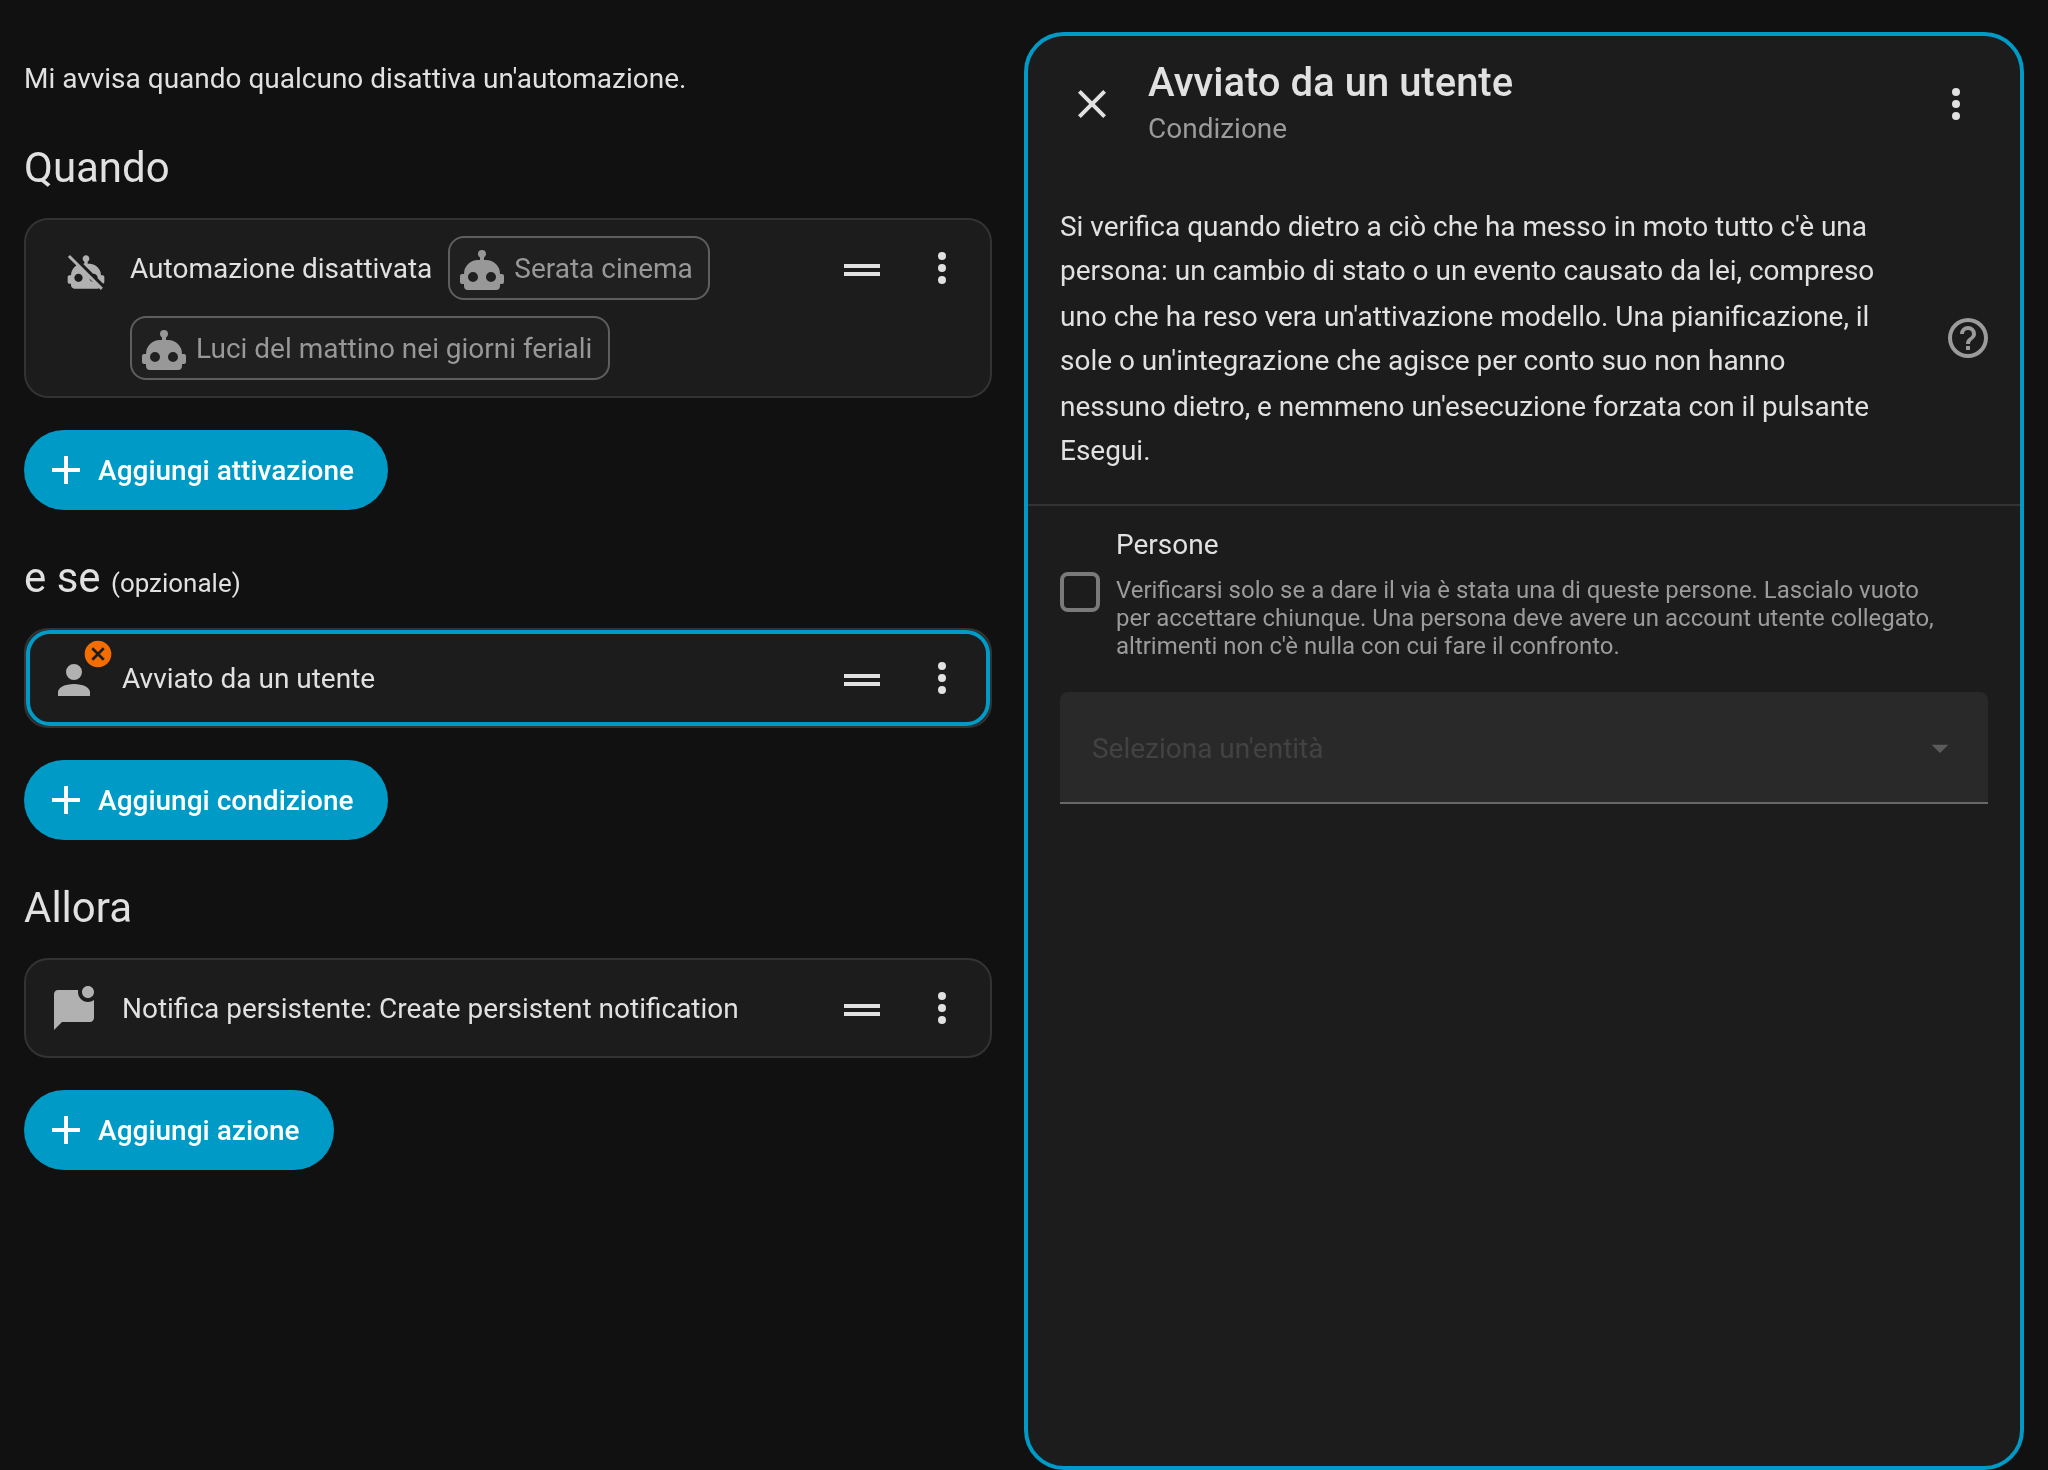 Mi avvisa quando qualcuno disattiva un'automazione.
Quando
Automazione disattivata
Serata cinema
Luci del mattino nei giorni feriali
Aggiungi attivazione
e se (opzionale)
Avviato da un utente
Aggiungi condizione
Allora
Notifica persistente: Create persistent notification
Aggiungi azione
Avviato da un utente
Condizione
Si verifica quando dietro a ciò che ha messo in moto tutto c'è una
persona: un cambio di stato o un evento causato da lei, compreso
uno che ha reso vera un'attivazione modello. Una pianificazione, il
sole o un'integrazione che agisce per conto suo non hanno
nessuno dietro, e nemmeno un'esecuzione forzata con il pulsante
Esegui.
Persone
Verificarsi solo se a dare il via è stata una di queste persone. Lascialo vuoto
per accettare chiunque. Una persona deve avere un account utente collegato,
altrimenti non c'è nulla con cui fare il confronto.
Seleziona un'entità